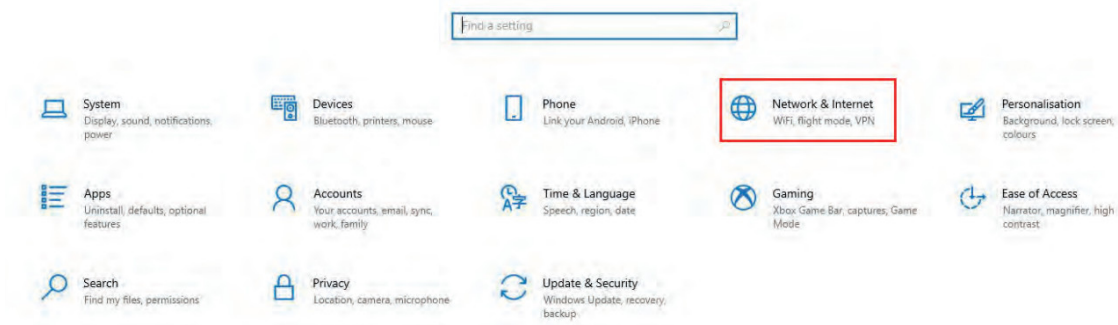 Find a setting
System
Display, sound, notifications,
power
Devices
Bluetooth, printers, mouse
Phone
Link your Android, iPhone
Network & Internet
WiFi, flight mode, VPN
Personalisation
Background, lock screen,
colours
Apps
Uninstall, defaults, optional
features
Accounts
Your accounts, email, sync,
work, family
Time & Language
Speech, region, date
Gaming
Xbox Game Bar, captures, Game
Mode
Ease of Access
Narrator, magnifier, high
contrast
Search
Find my files, permissions
Privacy
Location, camera, microphone
Update & Security
Windows Update, recovery,
backup